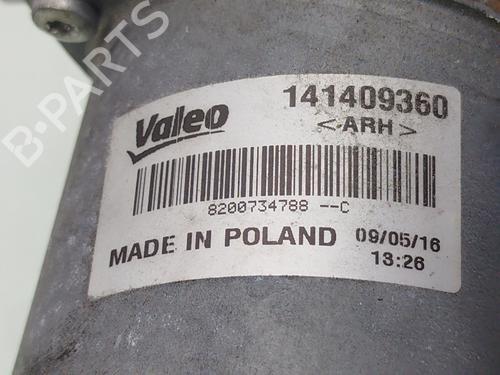 B-PARTS
Valeo
141409360
<ARH>
8200734788 --C
MADE IN POLAND
09/05/16
13:26